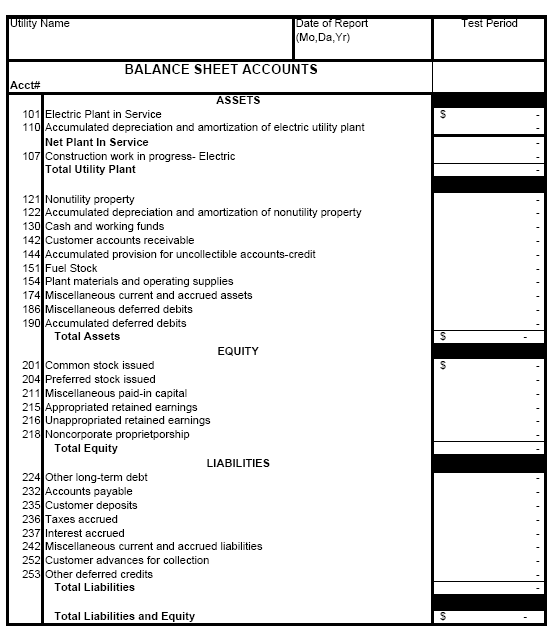 Utility Name Date of Report Test Period
(Mo,Da,Yr)
BALANCE SHEET ACCOUNTS
Acct#
ASSETS
101 Electric Plant in Service $ -
110 Accumulated depreciation and amortization of electric utility plant -
Net Plant In Service -
107 Construction work in progress- Electric -
Total Utility Plant -
121 Nonutility property -
122 Accumulated depreciation and amortization of nonutility property -
130 Cash and working funds -
142 Customer accounts receivable -
144 Accumulated provision for uncollectible accounts-credit -
151 Fuel Stock -
154 Plant materials and operating supplies -
174 Miscellaneous current and accrued assets -
186 Miscellaneous deferred debits -
190 Accumulated deferred debits -
Total Assets $ -
EQUITY
201 Common stock issued $ -
204 Preferred stock issued -
211 Miscellaneous paid-in capital -
215 Appropriated retained earnings -
216 Unappropriated retained earnings -
218 Noncorporate proprietporship -
Total Equity -
LIABILITIES
224 Other long-term debt -
232 Accounts payable -
235 Customer deposits -
236 Taxes accrued -
237 Interest accrued -
242 Miscellaneous current and accrued liabilities -
252 Customer advances for collection -
253 Other deferred credits -
Total Liabilities -
Total Liabilities and Equity $ -